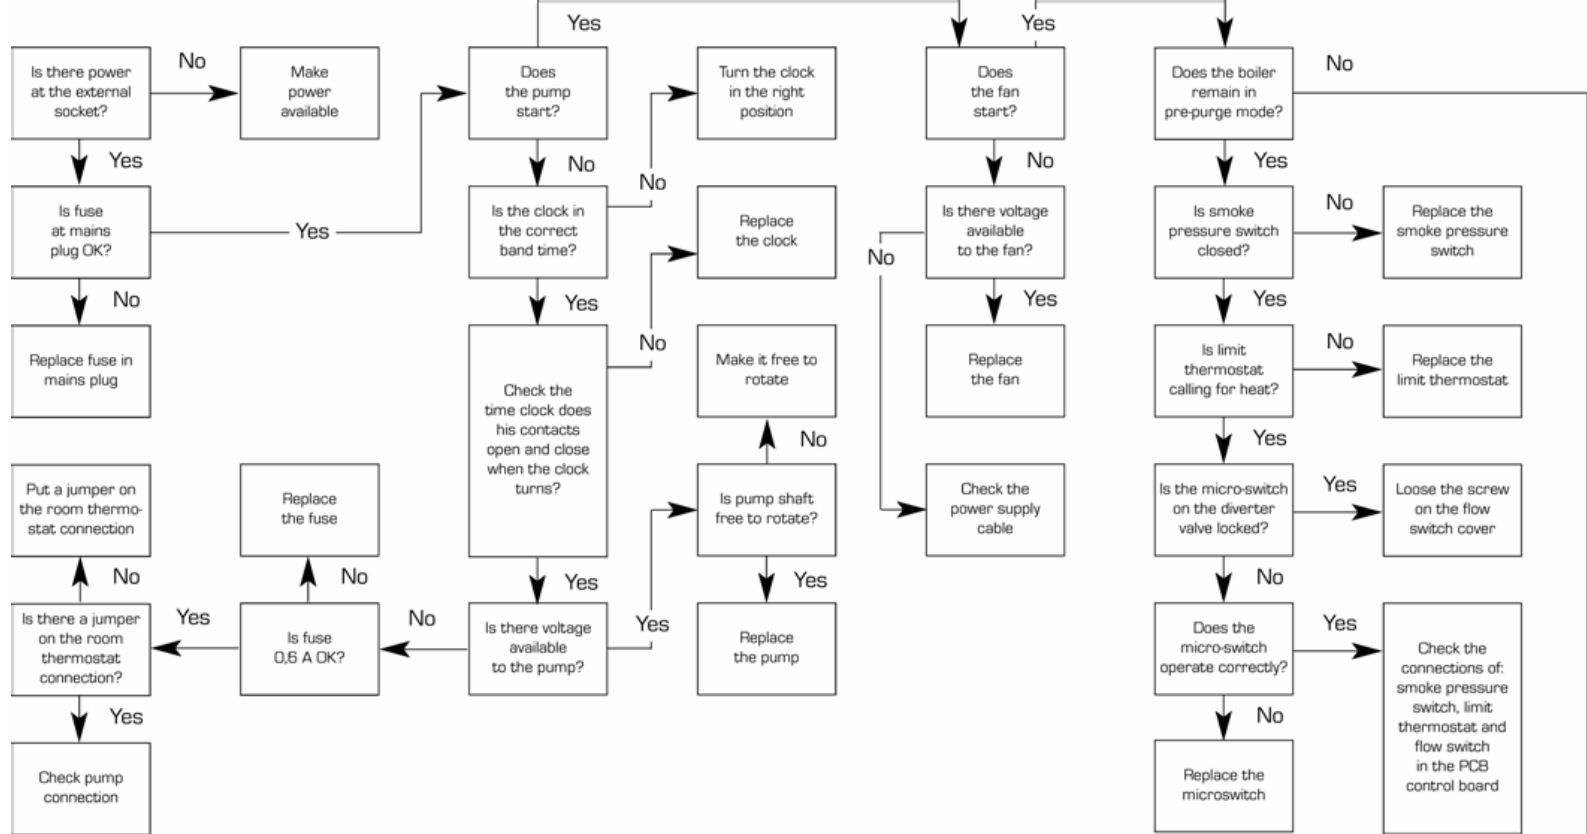 Yes
Yes
Is there power
at the external
socket?
No
Make
power
available
Does
the pump
start?
Turn the clock
in the right
position
Does
the fan
start?
Does the boiler
remain in
pre-purge mode?
No
Yes
No
No
No
Yes
Is fuse
at mains
plug OK?
Yes
Is the clock in
the correct
band time?
Replace
the clock
Is there voltage
available
to the fan?
No
Is smoke
pressure switch
closed?
No
Replace the
smoke pressure
switch
No
Yes
No
Yes
Yes
Replace fuse in
mains plug
Check the
time clock does
his contacts
open and close
when the clock
turns?
Make it free to
rotate
Replace
the fan
Is limit
thermostat
calling for heat?
No
Replace the
limit thermostat
No
Yes
Put a jumper on
the room thermo-
stat connection
Replace
the fuse
Is pump shaft
free to rotate?
Check the
power supply
cable
Is the micro-switch
on the diverter
valve locked?
Yes
Loose the screw
on the flow
switch cover
No
No
Yes
Yes
No
Is there a jumper
on the room
thermostat
connection?
Yes
Is fuse
0,6 A OK?
No
Is there voltage
available
to the pump?
Yes
Replace
the pump
Does the
micro-switch
operate correctly?
Yes
Check the
connections of:
smoke pressure
switch, limit
thermostat and
flow switch
in the PCB
control board
Yes
No
Check pump
connection
Replace the
microswitch